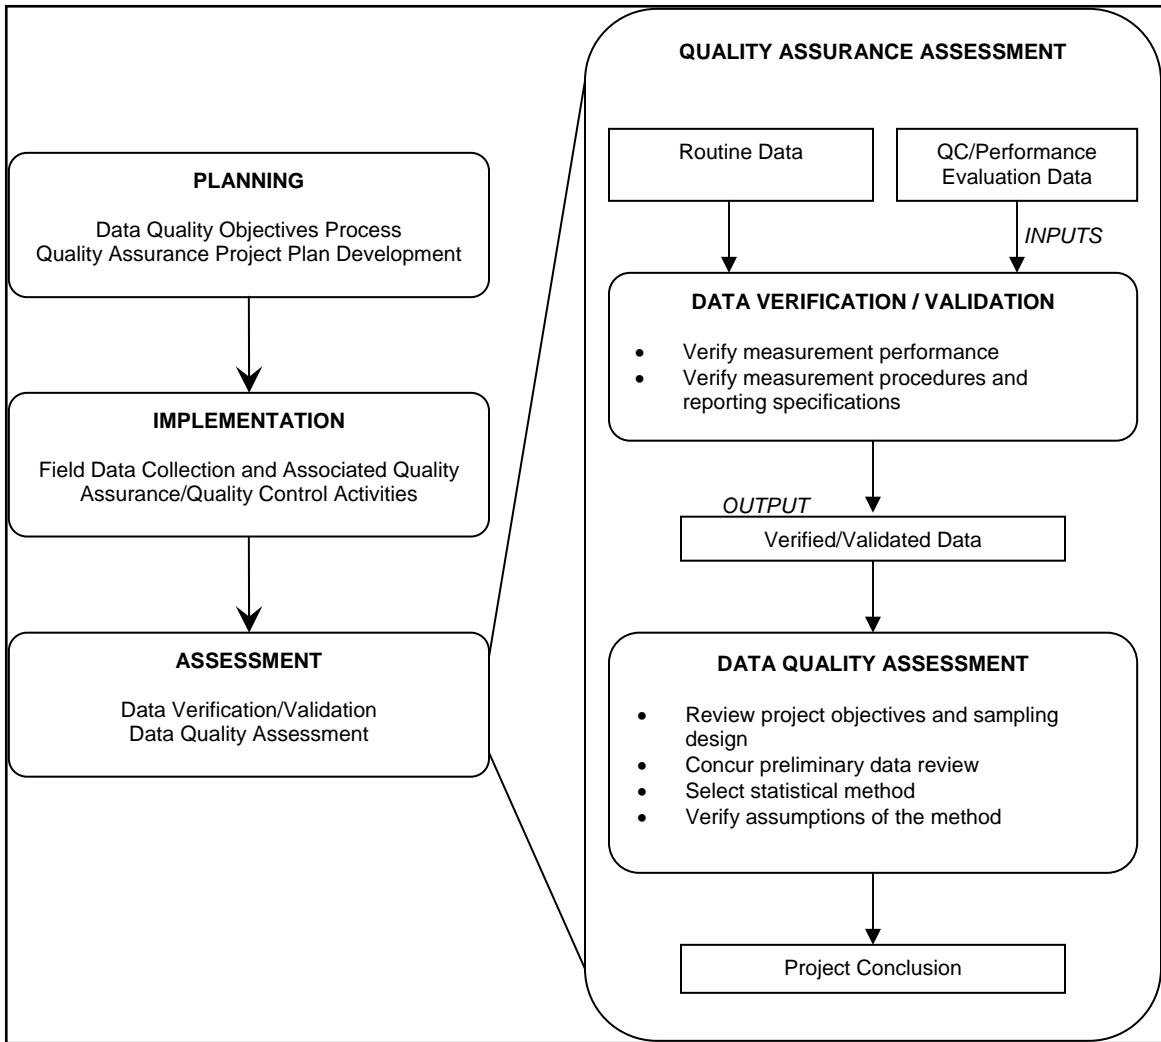 PLANNING
Data Quality Objectives Process
Quality Assurance Project Plan Development
IMPLEMENTATION
Field Data Collection and Associated Quality
Assurance/Quality Control Activities
ASSESSMENT
Data Verification/Validation
Data Quality Assessment
QUALITY ASSURANCE ASSESSMENT
Routine Data
QC/Performance
Evaluation Data
INPUTS
DATA VERIFICATION / VALIDATION
• Verify measurement performance
• Verify measurement procedures and
reporting specifications
OUTPUT
Verified/Validated Data
DATA QUALITY ASSESSMENT
• Review project objectives and sampling
design
• Concur preliminary data review
• Select statistical method
• Verify assumptions of the method
Project Conclusion